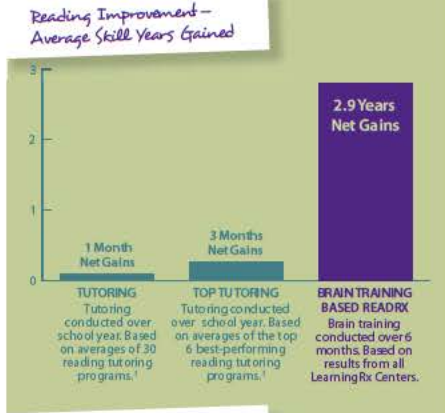 Reading Improvement–
Average Skill Years Gained
3
2
1
0
1 Month
Net Gains
3 Months
Net Gains
2.9 Years
Net Gains
TUTORING
Tutoring
conducted over
school year. Based
on averages of 30
reading tutoring
programs.¹
TOP TUTORING
Tutoring conducted
over school year. Based
on averages of the top
6 best-performing
reading tutoring
programs.¹
BRAIN TRAINING
BASED READRX
Brain training
conducted over 6
months. Based on
results from all
LearningRx Centers.